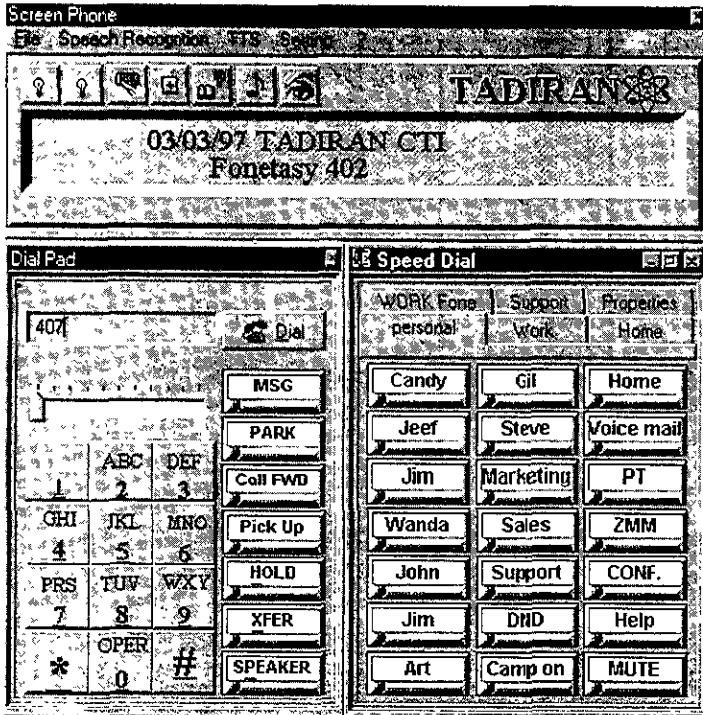 Screen Phone
File Speech Recognition TTS Setting ?
TADIRAN
03/03/97 TADIRAN CTI
Fonetasy 402
Dial Pad
407
Dial
MSG
PARK
Call FWD
Pick Up
HOLD
XFER
SPEAKER
1
ABC 2
DEF 3
GHI 4
JKL 5
MNO 6
PRS 7
TUV 8
WXY 9
*
OPER 0
#
Speed Dial
WORK Fone Support Properties
personal Work Home
Candy Gil Home
Jeef Steve Voice mail
Jim Marketing PT
Wanda Sales ZMM
John Support CONF.
Jim DND Help
Art Camp on MUTE